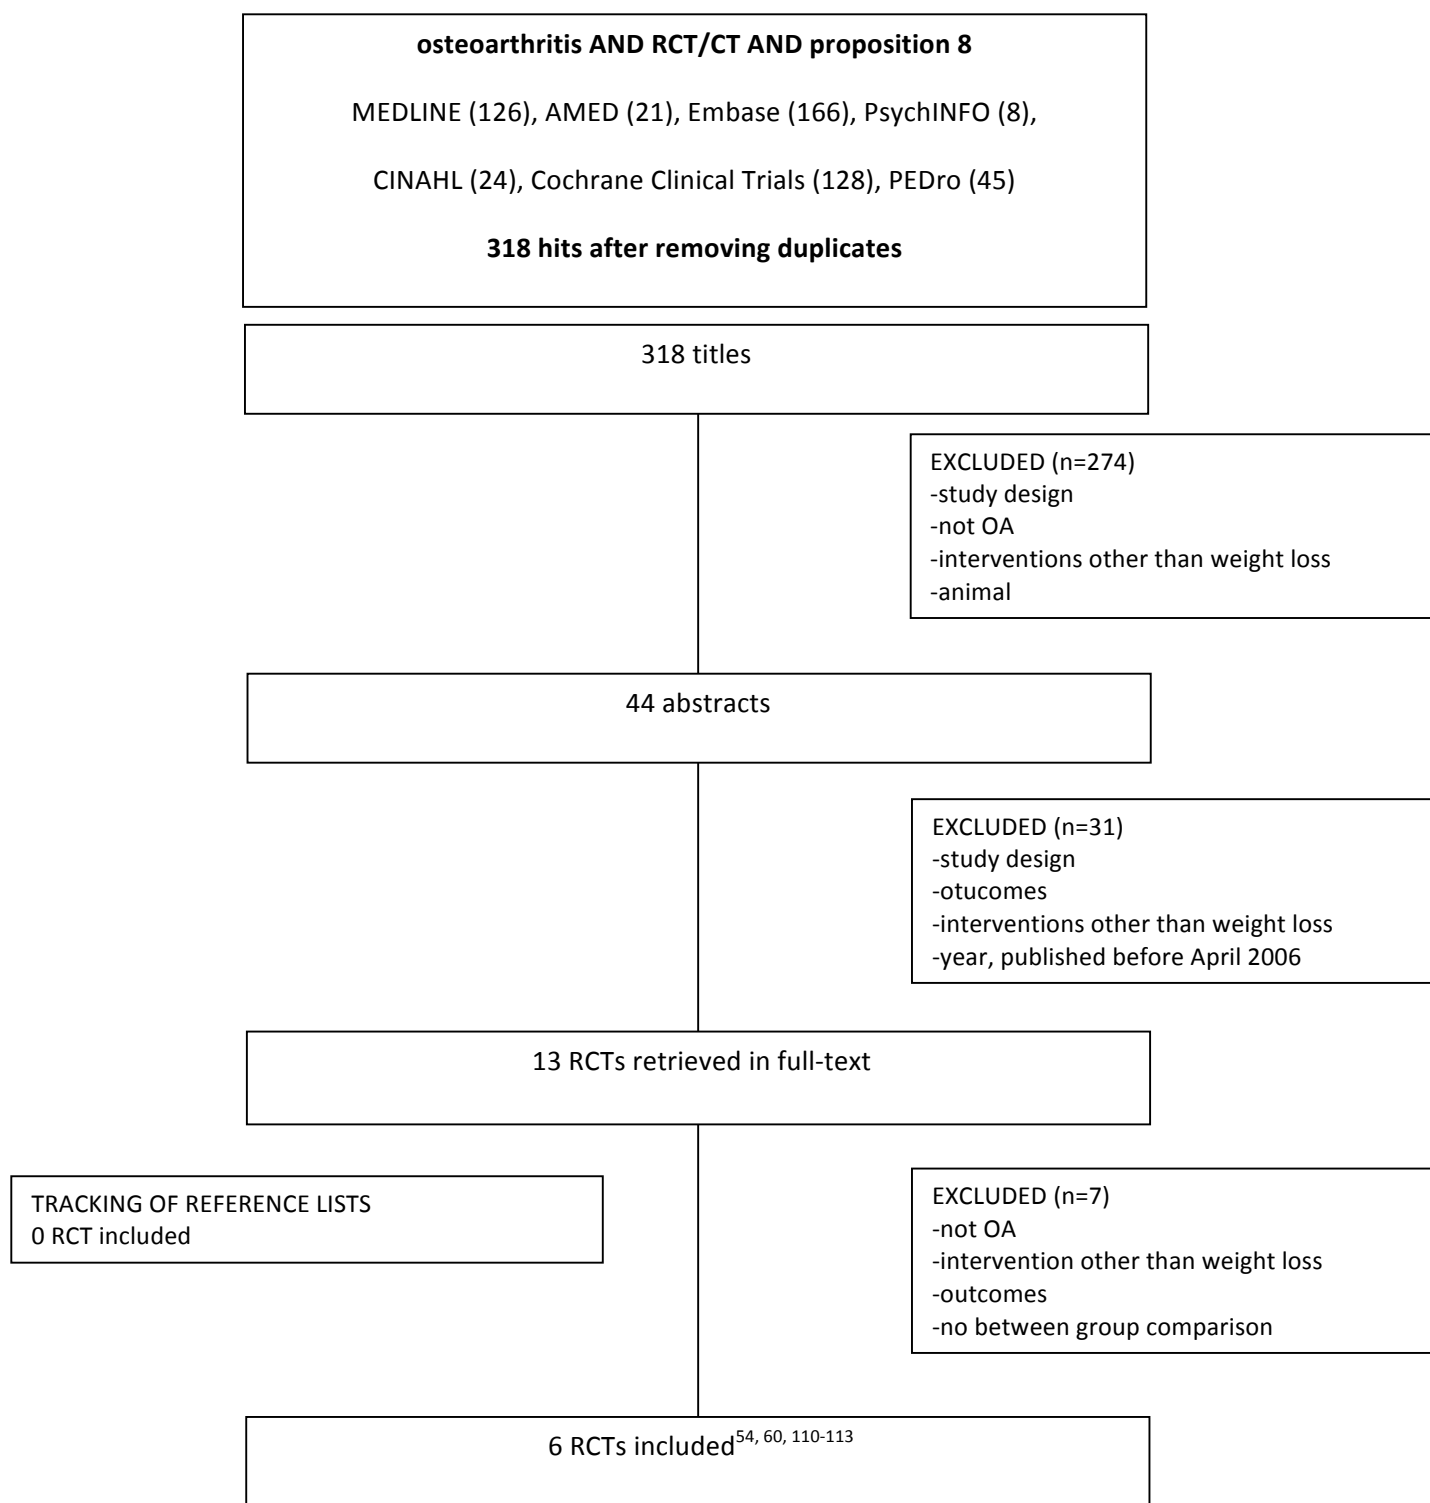 osteoarthritis AND RCT/CT AND proposition 8
MEDLINE (126), AMED (21), Embase (166), PsychINFO (8),
CINAHL (24), Cochrane Clinical Trials (128), PEDro (45)
318 hits after removing duplicates
318 titles
EXCLUDED (n=274)
-study design
-not OA
-interventions other than weight loss
-animal
44 abstracts
EXCLUDED (n=31)
-study design
-otucomes
-interventions other than weight loss
-year, published before April 2006
13 RCTs retrieved in full-text
TRACKING OF REFERENCE LISTS
0 RCT included
EXCLUDED (n=7)
-not OA
-intervention other than weight loss
-outcomes
-no between group comparison
6 RCTs included54, 60, 110-113